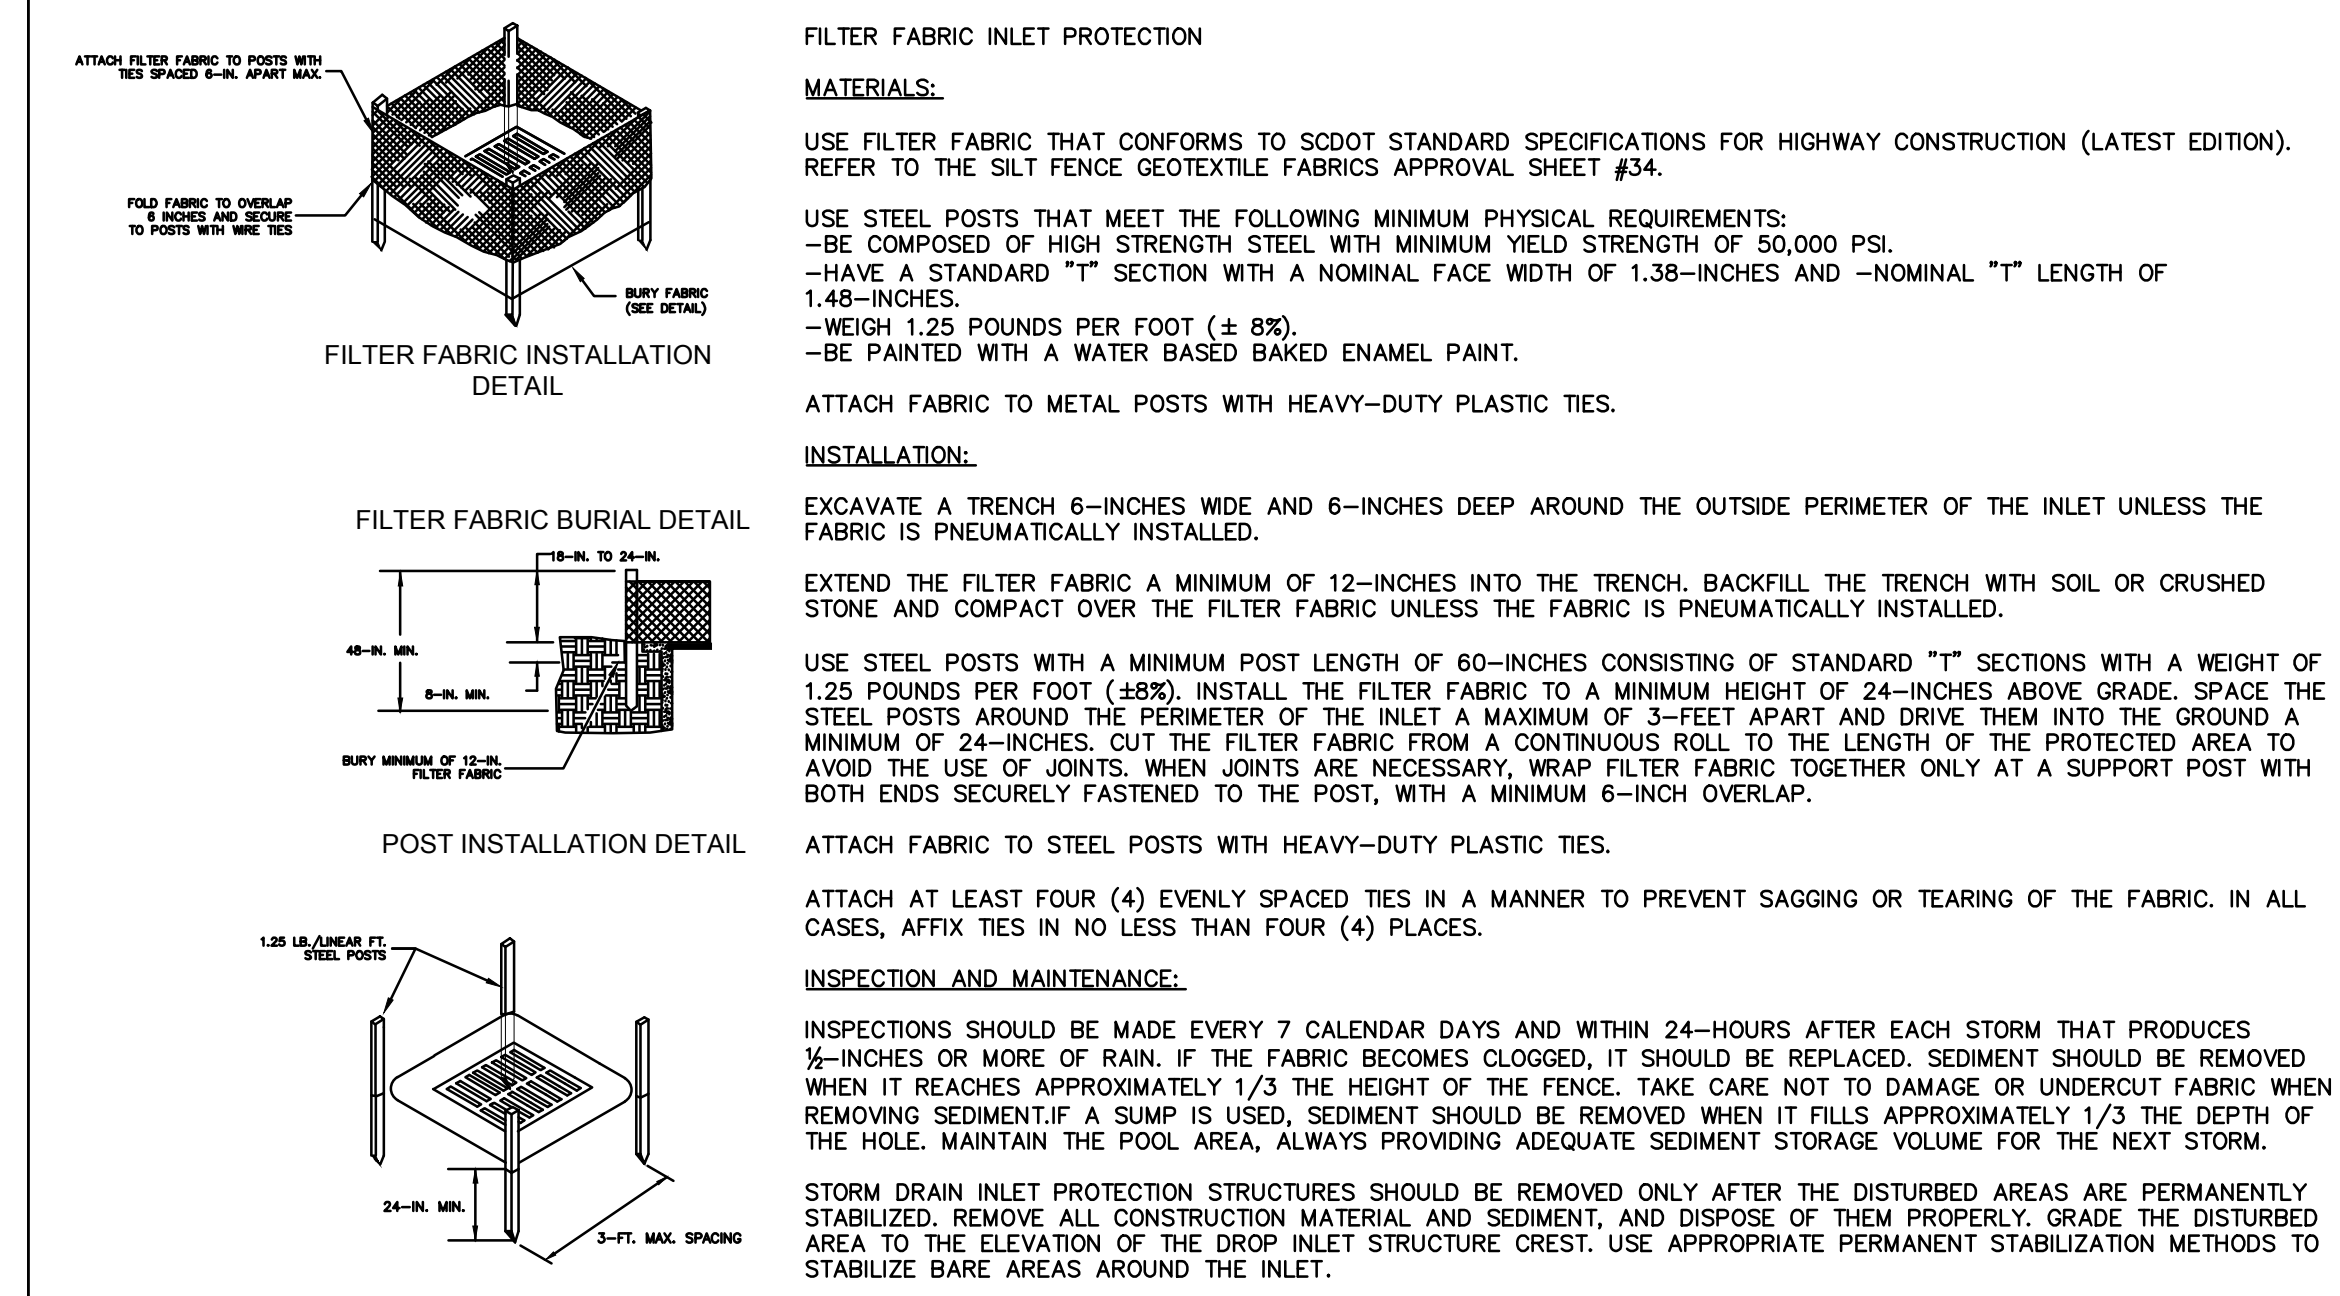 ATTACH FILTER FABRIC TO POSTS WITH
TIES SPACED 6-IN. APART MAX.
FOLD FABRIC TO OVERLAP
6 INCHES AND SECURE
TO POSTS WITH WIRE TIES
BURY FABRIC
(SEE DETAIL)
FILTER FABRIC INSTALLATION
DETAIL
FILTER FABRIC BURIAL DETAIL
18-IN. TO 24-IN.
48-IN. MIN.
8-IN. MIN.
BURY MINIMUM OF 12-IN.
FILTER FABRIC
POST INSTALLATION DETAIL
1.25 LB./LINEAR FT.
STEEL POSTS
24-IN. MIN.
3-FT. MAX. SPACING
FILTER FABRIC INLET PROTECTION
MATERIALS:
USE FILTER FABRIC THAT CONFORMS TO SCDOT STANDARD SPECIFICATIONS FOR HIGHWAY CONSTRUCTION (LATEST EDITION).
REFER TO THE SILT FENCE GEOTEXTILE FABRICS APPROVAL SHEET #34.
USE STEEL POSTS THAT MEET THE FOLLOWING MINIMUM PHYSICAL REQUIREMENTS:
-BE COMPOSED OF HIGH STRENGTH STEEL WITH MINIMUM YIELD STRENGTH OF 50,000 PSI.
-HAVE A STANDARD "T" SECTION WITH A NOMINAL FACE WIDTH OF 1.38-INCHES AND -NOMINAL "T" LENGTH OF
1.48-INCHES.
-WEIGH 1.25 POUNDS PER FOOT (± 8%).
-BE PAINTED WITH A WATER BASED BAKED ENAMEL PAINT.
ATTACH FABRIC TO METAL POSTS WITH HEAVY-DUTY PLASTIC TIES.
INSTALLATION:
EXCAVATE A TRENCH 6-INCHES WIDE AND 6-INCHES DEEP AROUND THE OUTSIDE PERIMETER OF THE INLET UNLESS THE
FABRIC IS PNEUMATICALLY INSTALLED.
EXTEND THE FILTER FABRIC A MINIMUM OF 12-INCHES INTO THE TRENCH. BACKFILL THE TRENCH WITH SOIL OR CRUSHED
STONE AND COMPACT OVER THE FILTER FABRIC UNLESS THE FABRIC IS PNEUMATICALLY INSTALLED.
USE STEEL POSTS WITH A MINIMUM POST LENGTH OF 60-INCHES CONSISTING OF STANDARD "T" SECTIONS WITH A WEIGHT OF
1.25 POUNDS PER FOOT (±8%). INSTALL THE FILTER FABRIC TO A MINIMUM HEIGHT OF 24-INCHES ABOVE GRADE. SPACE THE
STEEL POSTS AROUND THE PERIMETER OF THE INLET A MAXIMUM OF 3-FEET APART AND DRIVE THEM INTO THE GROUND A
MINIMUM OF 24-INCHES. CUT THE FILTER FABRIC FROM A CONTINUOUS ROLL TO THE LENGTH OF THE PROTECTED AREA TO
AVOID THE USE OF JOINTS. WHEN JOINTS ARE NECESSARY, WRAP FILTER FABRIC TOGETHER ONLY AT A SUPPORT POST WITH
BOTH ENDS SECURELY FASTENED TO THE POST, WITH A MINIMUM 6-INCH OVERLAP.
ATTACH FABRIC TO STEEL POSTS WITH HEAVY-DUTY PLASTIC TIES.
ATTACH AT LEAST FOUR (4) EVENLY SPACED TIES IN A MANNER TO PREVENT SAGGING OR TEARING OF THE FABRIC. IN ALL
CASES, AFFIX TIES IN NO LESS THAN FOUR (4) PLACES.
INSPECTION AND MAINTENANCE:
INSPECTIONS SHOULD BE MADE EVERY 7 CALENDAR DAYS AND WITHIN 24-HOURS AFTER EACH STORM THAT PRODUCES
½-INCHES OR MORE OF RAIN. IF THE FABRIC BECOMES CLOGGED, IT SHOULD BE REPLACED. SEDIMENT SHOULD BE REMOVED
WHEN IT REACHES APPROXIMATELY 1/3 THE HEIGHT OF THE FENCE. TAKE CARE NOT TO DAMAGE OR UNDERCUT FABRIC WHEN
REMOVING SEDIMENT.IF A SUMP IS USED, SEDIMENT SHOULD BE REMOVED WHEN IT FILLS APPROXIMATELY 1/3 THE DEPTH OF
THE HOLE. MAINTAIN THE POOL AREA, ALWAYS PROVIDING ADEQUATE SEDIMENT STORAGE VOLUME FOR THE NEXT STORM.
STORM DRAIN INLET PROTECTION STRUCTURES SHOULD BE REMOVED ONLY AFTER THE DISTURBED AREAS ARE PERMANENTLY
STABILIZED. REMOVE ALL CONSTRUCTION MATERIAL AND SEDIMENT, AND DISPOSE OF THEM PROPERLY. GRADE THE DISTURBED
AREA TO THE ELEVATION OF THE DROP INLET STRUCTURE CREST. USE APPROPRIATE PERMANENT STABILIZATION METHODS TO
STABILIZE BARE AREAS AROUND THE INLET.